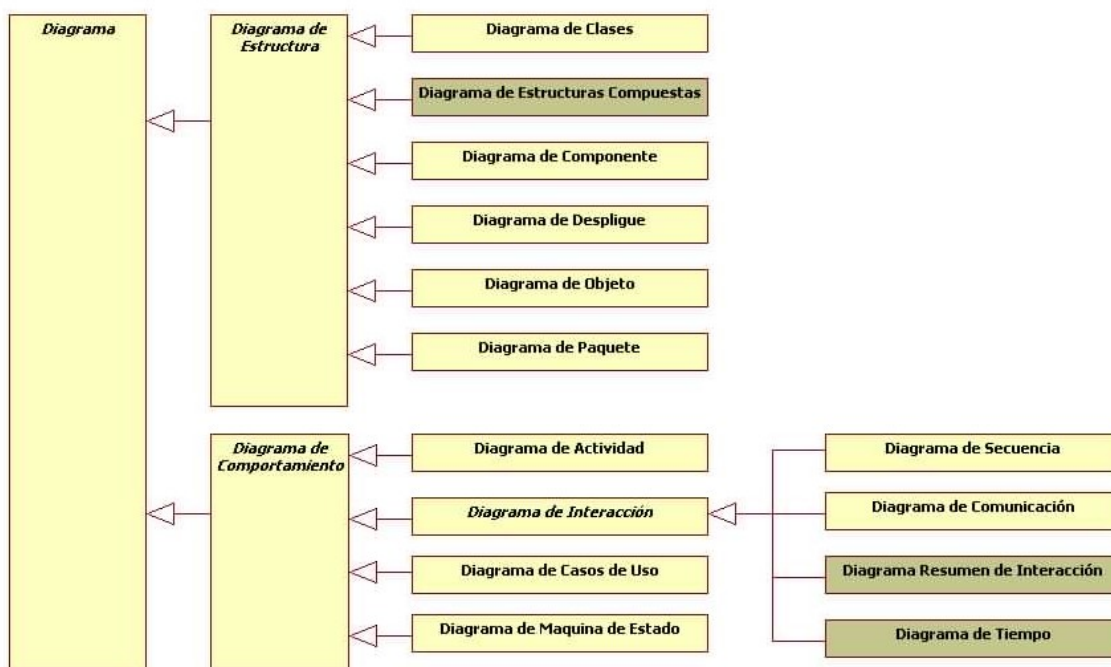 Diagrama
Diagrama de
Estructura
Diagrama de Clases
Diagrama de Estructuras Compuestas
Diagrama de Componente
Diagrama de Despligue
Diagrama de Objeto
Diagrama de Paquete
Diagrama de
Comportamiento
Diagrama de Actividad
Diagrama de Interacción
Diagrama de Casos de Uso
Diagrama de Maquina de Estado
Diagrama de Secuencia
Diagrama de Comunicación
Diagrama Resumen de Interacción
Diagrama de Tiempo